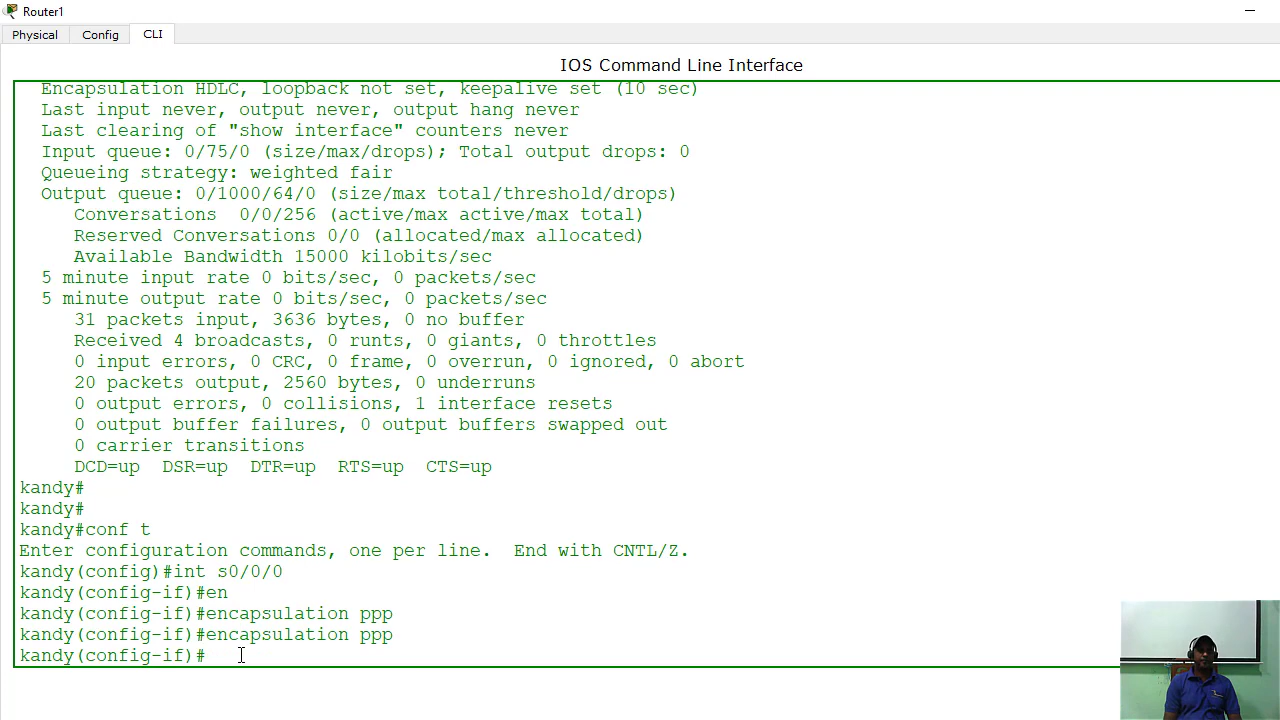 Router1
Physical Config CLI
IOS Command Line Interface
Encapsulation HDLC, loopback not set, keepalive set (10 sec)
Last input never, output never, output hang never
Last clearing of "show interface" counters never
Input queue: 0/75/0 (size/max/drops); Total output drops: 0
Queueing strategy: weighted fair
Output queue: 0/1000/64/0 (size/max total/threshold/drops)
Conversations  0/0/256 (active/max active/max total)
Reserved Conversations 0/0 (allocated/max allocated)
Available Bandwidth 15000 kilobits/sec
5 minute input rate 0 bits/sec, 0 packets/sec
5 minute output rate 0 bits/sec, 0 packets/sec
31 packets input, 3636 bytes, 0 no buffer
Received 4 broadcasts, 0 runts, 0 giants, 0 throttles
0 input errors, 0 CRC, 0 frame, 0 overrun, 0 ignored, 0 abort
20 packets output, 2560 bytes, 0 underruns
0 output errors, 0 collisions, 1 interface resets
0 output buffer failures, 0 output buffers swapped out
0 carrier transitions
DCD=up  DSR=up  DTR=up  RTS=up  CTS=up
kandy#
kandy#
kandy#conf t
Enter configuration commands, one per line.  End with CNTL/Z.
kandy(config)#int s0/0/0
kandy(config-if)#en
kandy(config-if)#encapsulation ppp
kandy(config-if)#encapsulation ppp
kandy(config-if)#